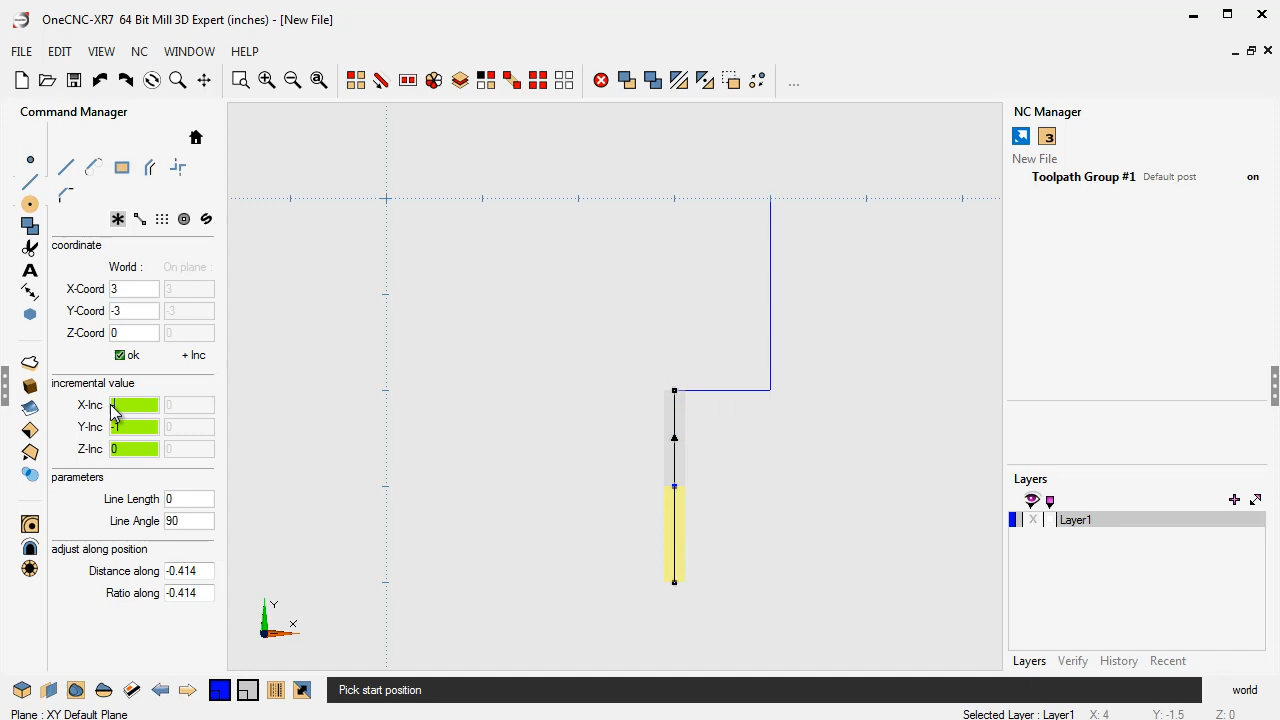 OneCNC-XR7 64 Bit Mill 3D Expert (inches) - [New File]
FILE EDIT VIEW NC WINDOW HELP
...
Command Manager
NC Manager
3
New File
Toolpath Group #1 Default post on
A
coordinate
World : On plane :
X-Coord 3 3
Y-Coord -3 -3
Z-Coord 0 0
ok + Inc
incremental value
X-Inc 0
Y-Inc -1 0
Z-Inc 0 0
parameters
Line Length 0
Line Angle 90
adjust along position
Distance along -0.414
Ratio along -0.414
Y
X
Layers
X Layer1
Layers Verify History Recent
Pick start position
world
Plane : XY Default Plane
Selected Layer : Layer1 X: 4 Y: -1.5 Z: 0